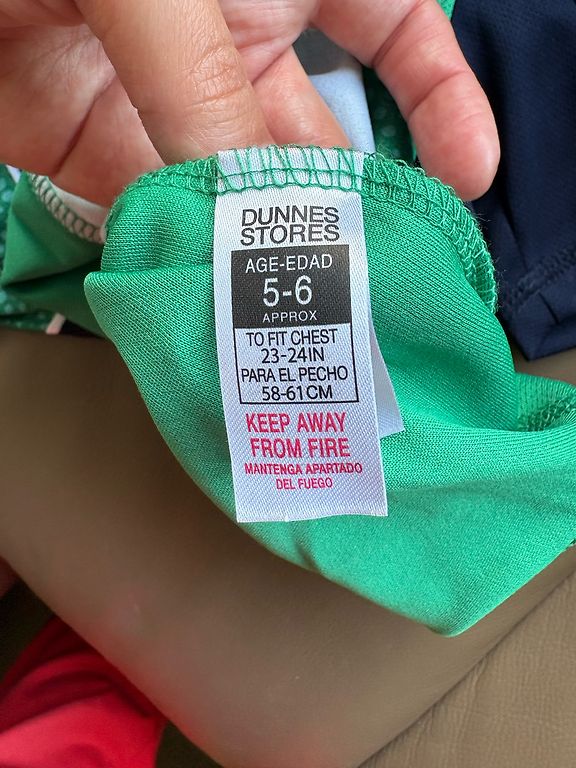 DUNNES
STORES
AGE-EDAD
5-6
APPROX
TO FIT CHEST
23-24IN
PARA EL PECHO
58-61CM
KEEP AWAY
FROM FIRE
MANTENGA APARTADO
DEL FUEGO